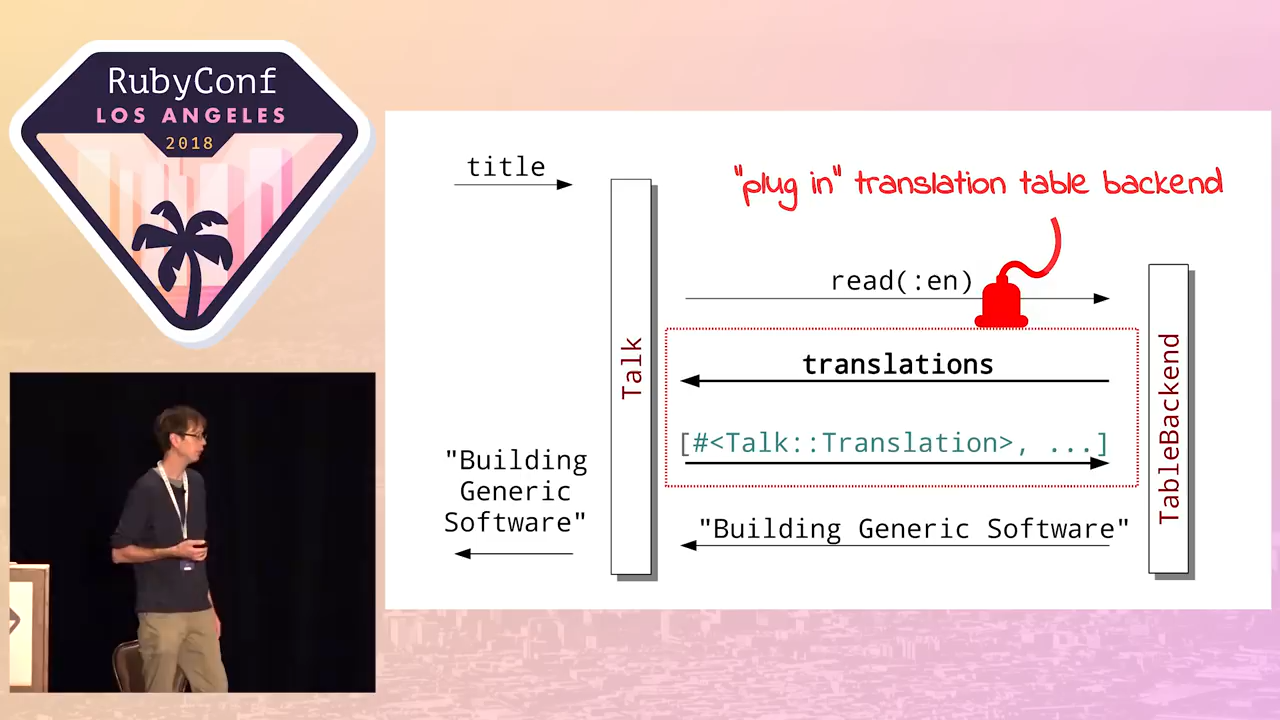 RubyConf
LOS ANGELES
2018
title
"plug in" translation table backend
read(:en)
translations
[#<Talk::Translation>, ...]
Talk
TableBackend
"Building
Generic
Software"
"Building Generic Software"